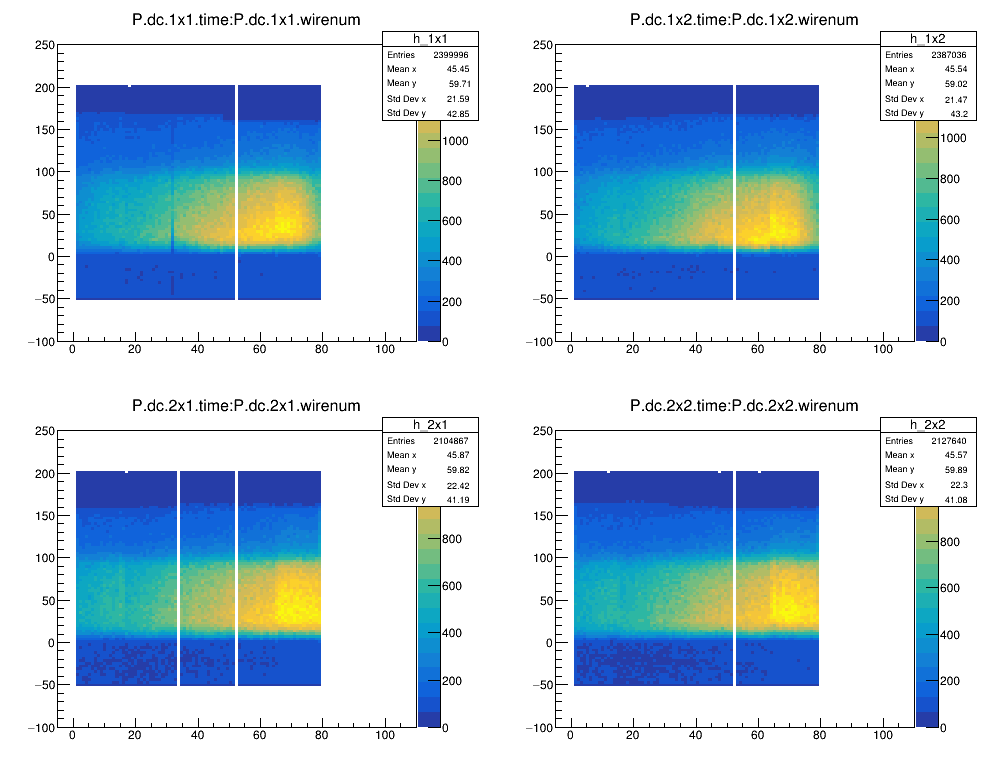 P.dc.1x1.time:P.dc.1x1.wirenum
h_1x1
Entries 2399996
Mean x 45.45
Mean y 59.71
Std Dev x 21.59
Std Dev y 42.85
250
200
150
100
50
0
−50
−100
0 20 40 60 80 100
1000
800
600
400
200
0
P.dc.1x2.time:P.dc.1x2.wirenum
h_1x2
Entries 2387036
Mean x 45.54
Mean y 59.02
Std Dev x 21.47
Std Dev y 43.2
250
200
150
100
50
0
−50
−100
0 20 40 60 80 100
1000
800
600
400
200
0
P.dc.2x1.time:P.dc.2x1.wirenum
h_2x1
Entries 2104867
Mean x 45.87
Mean y 59.82
Std Dev x 22.42
Std Dev y 41.19
250
200
150
100
50
0
−50
−100
0 20 40 60 80 100
800
600
400
200
0
P.dc.2x2.time:P.dc.2x2.wirenum
h_2x2
Entries 2127640
Mean x 45.57
Mean y 59.89
Std Dev x 22.3
Std Dev y 41.08
250
200
150
100
50
0
−50
−100
0 20 40 60 80 100
800
600
400
200
0